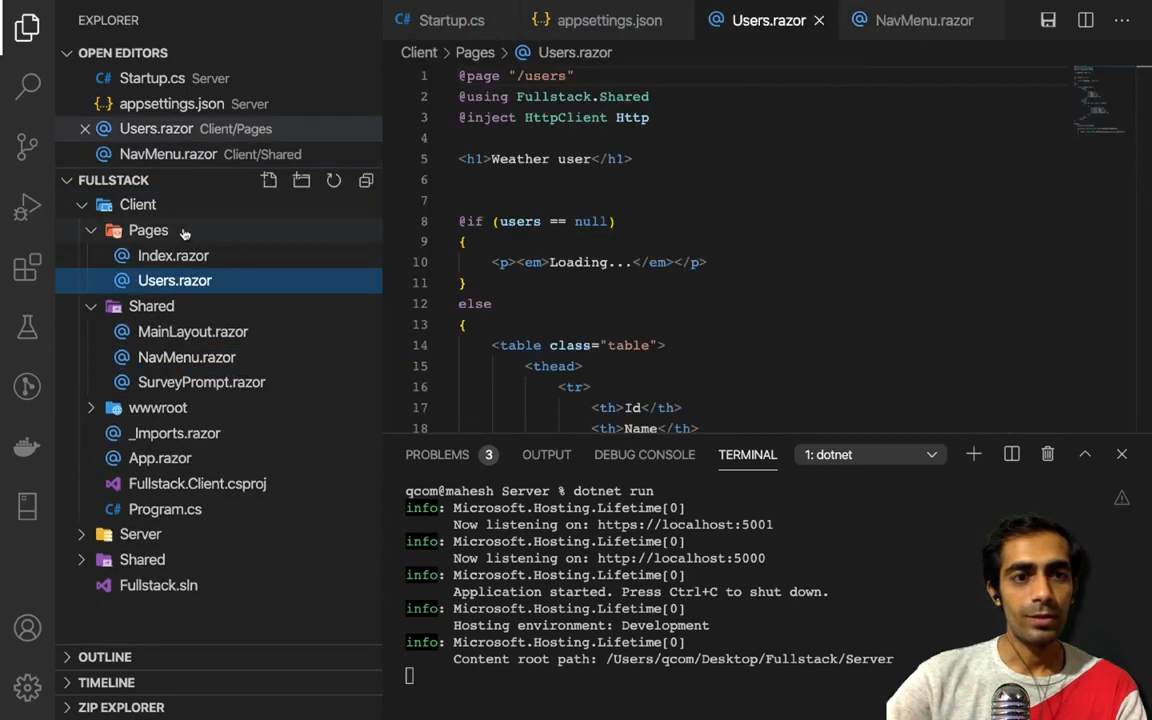 EXPLORER
OPEN EDITORS
Startup.cs Server
appsettings.json Server
Users.razor Client/Pages
NavMenu.razor Client/Shared
FULLSTACK
Client
Pages
Index.razor
Users.razor
Shared
MainLayout.razor
NavMenu.razor
SurveyPrompt.razor
wwwroot
_Imports.razor
App.razor
Fullstack.Client.csproj
Program.cs
Server
Shared
Fullstack.sln
OUTLINE
TIMELINE
ZIP EXPLORER
Startup.cs appsettings.json Users.razor NavMenu.razor
Client > Pages > Users.razor
1 @page "/users"
2 @using Fullstack.Shared
3 @inject HttpClient Http
4
5 <h1>Weather user</h1>
6
7
8 @if (users == null)
9 {
10 <p><em>Loading...</em></p>
11 }
12 else
13 {
14 <table class="table">
15 <thead>
16 <tr>
17 <th>Id</th>
18 <th>Name</th>
PROBLEMS 3 OUTPUT DEBUG CONSOLE TERMINAL 1: dotnet
qcom@mahesh Server % dotnet run
info: Microsoft.Hosting.Lifetime[0]
Now listening on: https://localhost:5001
info: Microsoft.Hosting.Lifetime[0]
Now listening on: http://localhost:5000
info: Microsoft.Hosting.Lifetime[0]
Application started. Press Ctrl+C to shut down.
info: Microsoft.Hosting.Lifetime[0]
Hosting environment: Development
info: Microsoft.Hosting.Lifetime[0]
Content root path: /Users/qcom/Desktop/Fullstack/Server